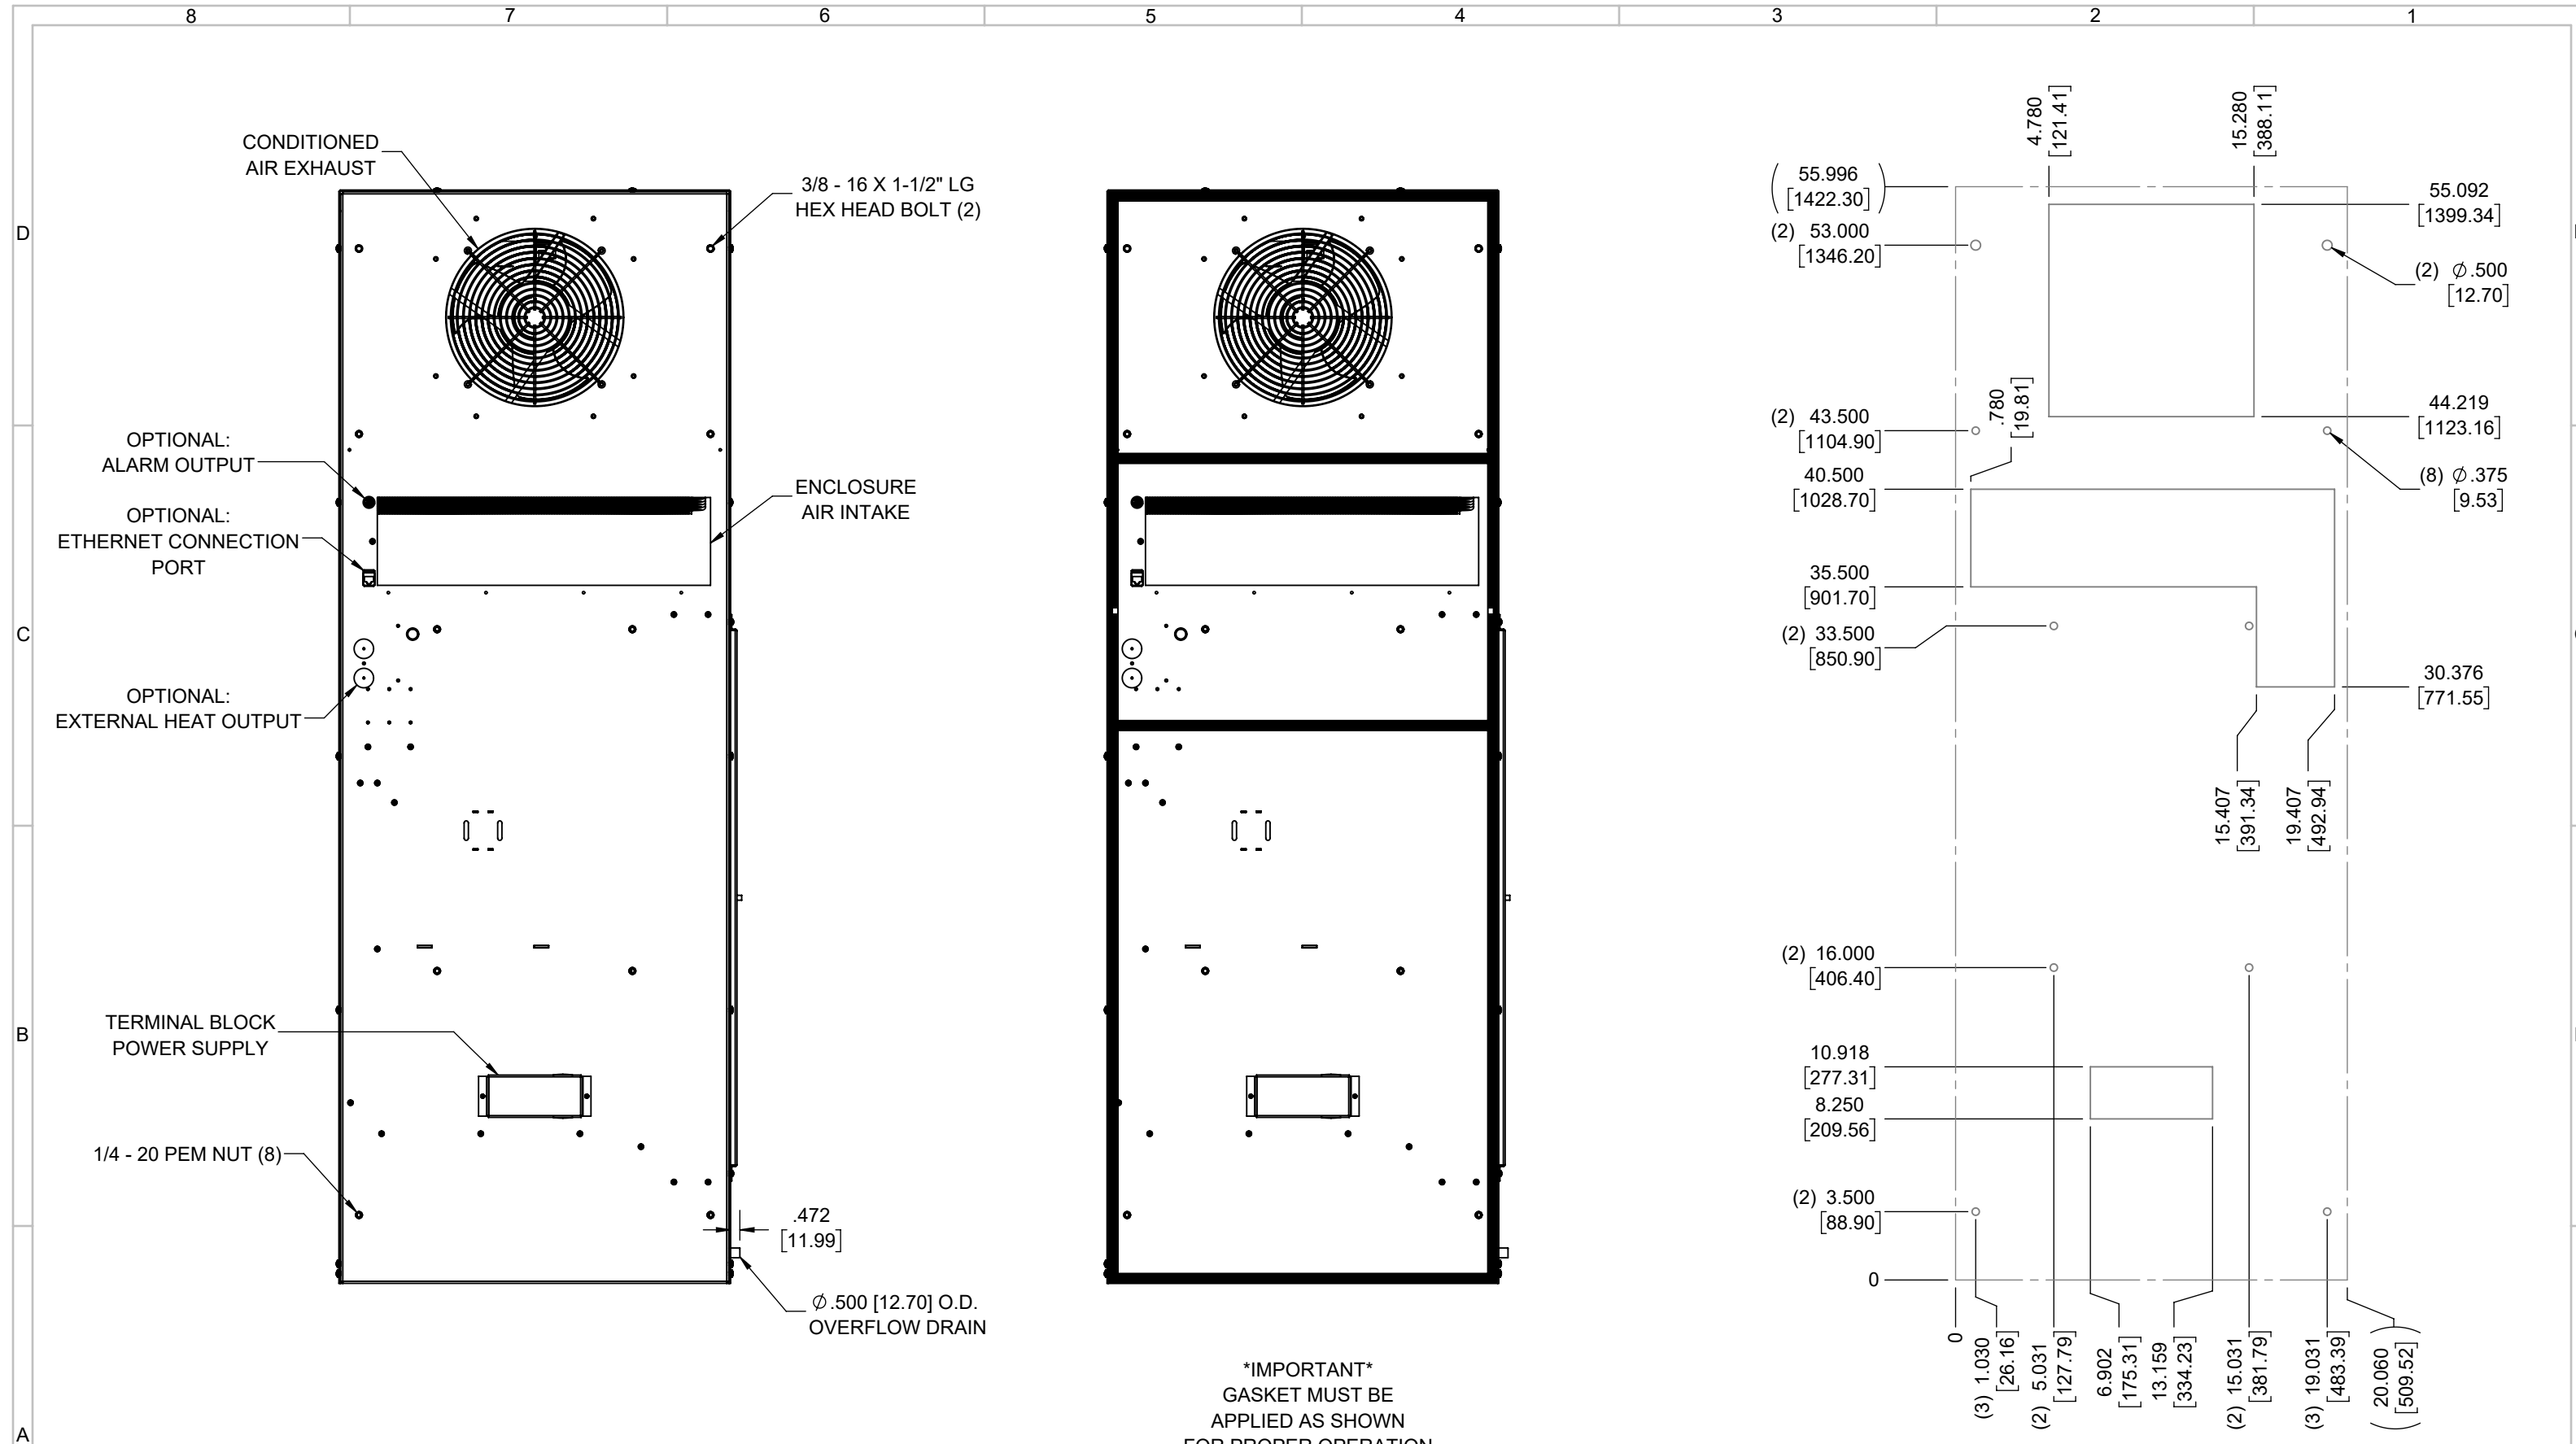 8 7 6 5 4 3 2 1
D
C
B
A
CONDITIONED
AIR EXHAUST
3/8 - 16 X 1-1/2" LG
HEX HEAD BOLT (2)
OPTIONAL:
ALARM OUTPUT
OPTIONAL:
ETHERNET CONNECTION
PORT
ENCLOSURE
AIR INTAKE
OPTIONAL:
EXTERNAL HEAT OUTPUT
TERMINAL BLOCK
POWER SUPPLY
1/4 - 20 PEM NUT (8)
.472
[11.99]
Ø.500 [12.70] O.D.
OVERFLOW DRAIN
*IMPORTANT*
GASKET MUST BE
APPLIED AS SHOWN
FOR PROPER OPERATION
4.780
[121.41]
15.280
[388.11]
(55.996
[1422.30])
(2) 53.000
[1346.20]
55.092
[1399.34]
(2) Ø.500
[12.70]
.780
[19.81]
(2) 43.500
[1104.90]
44.219
[1123.16]
40.500
[1028.70]
(8) Ø.375
[9.53]
35.500
[901.70]
(2) 33.500
[850.90]
30.376
[771.55]
15.407
[391.34]
19.407
[492.94]
(2) 16.000
[406.40]
10.918
[277.31]
8.250
[209.56]
(2) 3.500
[88.90]
0
0
(3) 1.030
[26.16]
(2) 5.031
[127.79]
6.902
[175.31]
13.159
[334.23]
(2) 15.031
[381.79]
(3) 19.031
[483.39]
(20.060
[509.52])